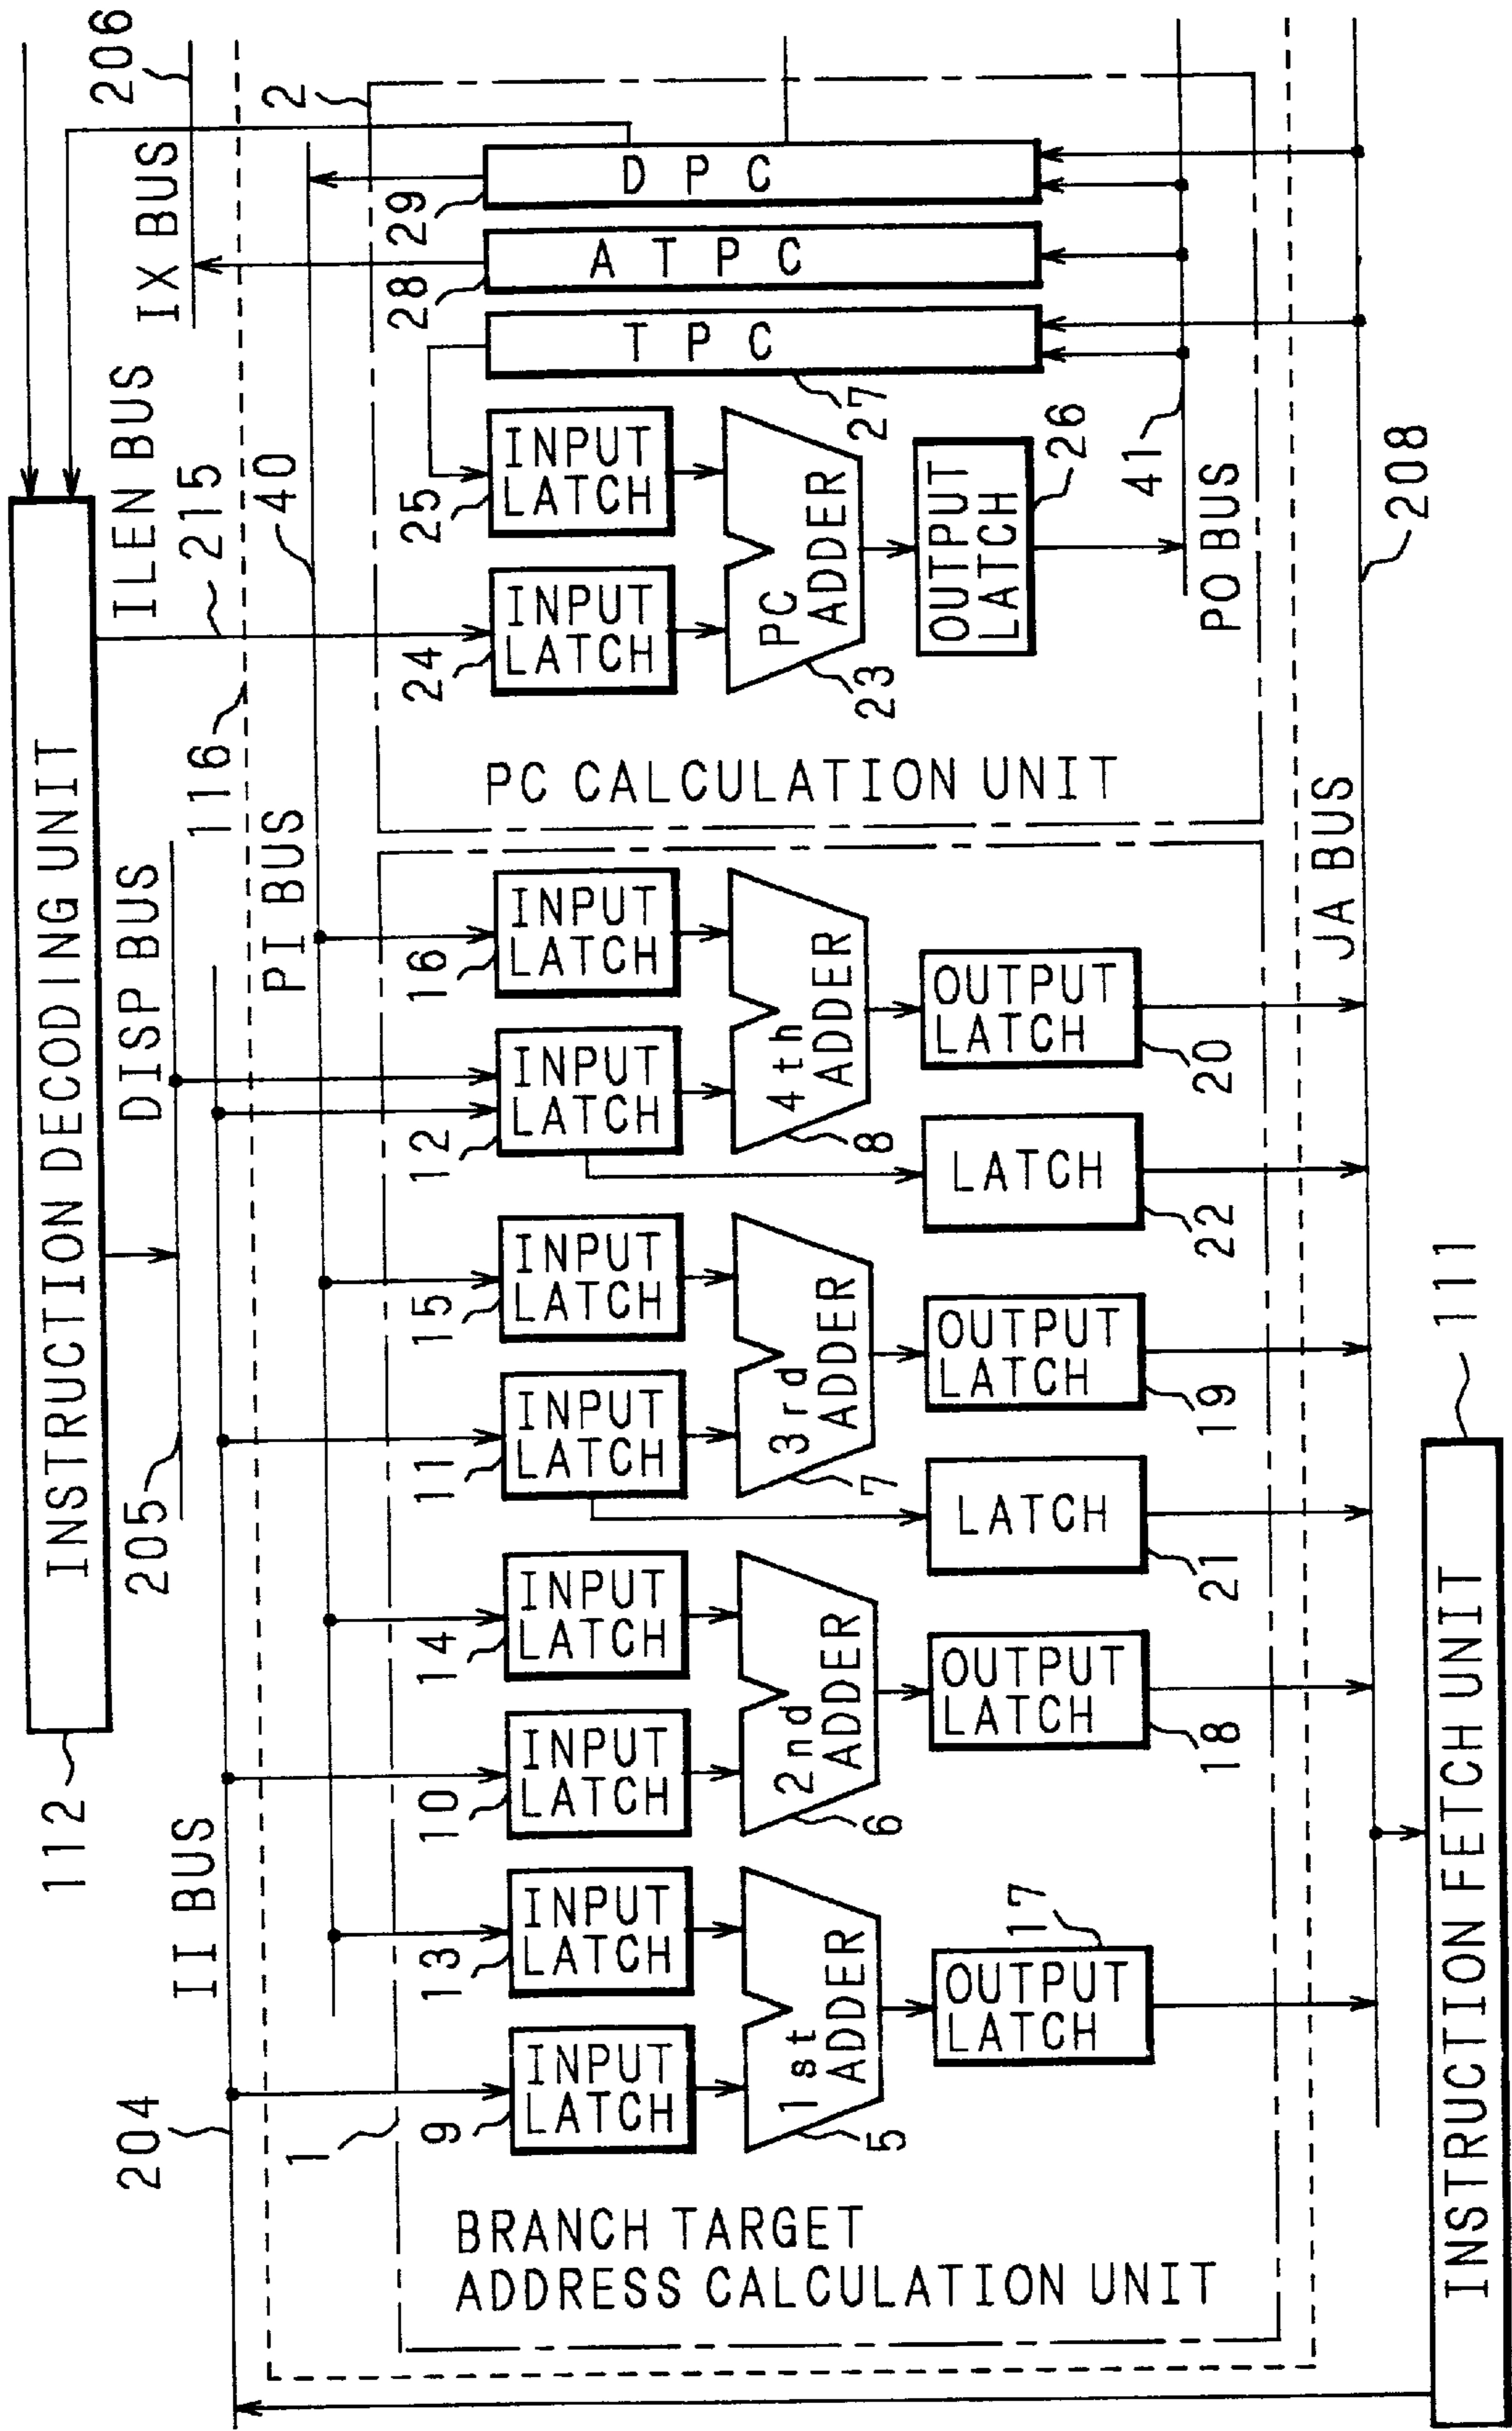 INSTRUCTION DECODING UNIT
112
ILEN BUS
215
IX BUS
206
DISP BUS
205
II BUS
204
116
PI BUS
40
2
1
INPUT
LATCH
9
INPUT
LATCH
13
INPUT
LATCH
10
INPUT
LATCH
14
INPUT
LATCH
11
INPUT
LATCH
15
INPUT
LATCH
12
INPUT
LATCH
16
INPUT
LATCH
24
INPUT
LATCH
25
1st
ADDER
5
2nd
ADDER
6
3rd
ADDER
7
4th
ADDER
8
PC
ADDER
23
TPC
27
ATPC
28
DPC
29
OUTPUT
LATCH
17
OUTPUT
LATCH
18
LATCH
21
OUTPUT
LATCH
19
LATCH
22
OUTPUT
LATCH
20
OUTPUT
LATCH
26
BRANCH TARGET
ADDRESS CALCULATION UNIT
PC CALCULATION UNIT
41
PO BUS
JA BUS
208
INSTRUCTION FETCH UNIT
111